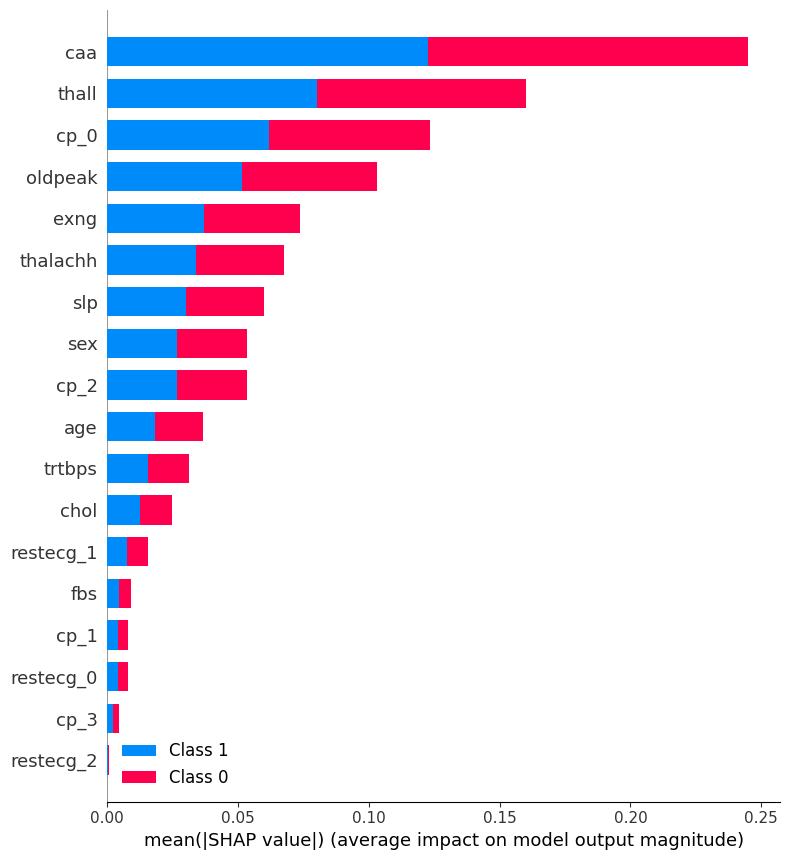 caa
thall
cp_0
oldpeak
exng
thalachh
slp
sex
cp_2
age
trtbps
chol
restecg_1
fbs
cp_1
restecg_0
cp_3
restecg_2
Class 1
Class 0
0.00 0.05 0.10 0.15 0.20 0.25
mean(|SHAP value|) (average impact on model output magnitude)